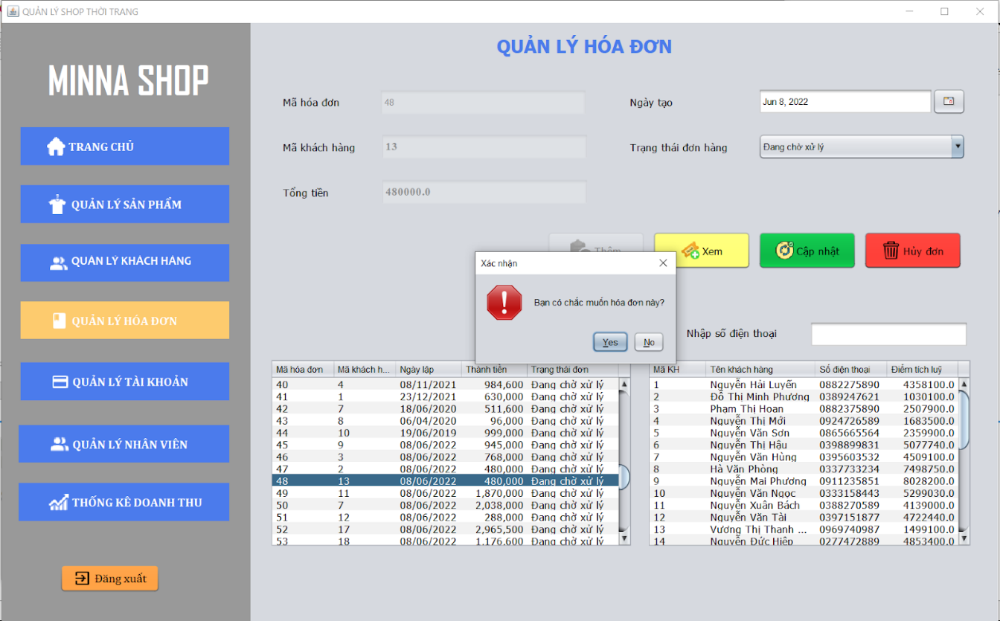 QUẢN LÝ SHOP THỜI TRANG
MINNA SHOP
TRANG CHỦ
QUẢN LÝ SẢN PHẨM
QUẢN LÝ KHÁCH HÀNG
QUẢN LÝ HÓA ĐƠN
QUẢN LÝ TÀI KHOẢN
QUẢN LÝ NHÂN VIÊN
THỐNG KÊ DOANH THU
Đăng xuất
QUẢN LÝ HÓA ĐƠN
Mã hóa đơn 48 Ngày tạo Jun 8, 2022
Mã khách hàng 13 Trạng thái đơn hàng Đang chờ xử lý
Tổng tiền 480000.0
Thêm Xem Cập nhật Hủy đơn
Xác nhận
Bạn có chắc muốn hóa đơn này?
Yes No
Nhập số điện thoại
Mã hóa đơn Mã khách h... Ngày lập Thành tiền Trạng thái đơn
40 4 08/11/2021 984,600 Đang chờ xử lý
41 1 23/12/2021 630,000 Đang chờ xử lý
42 7 18/06/2020 511,600 Đang chờ xử lý
43 8 06/04/2020 96,000 Đang chờ xử lý
44 10 19/06/2019 999,000 Đang chờ xử lý
45 9 08/06/2022 945,000 Đang chờ xử lý
46 3 08/06/2022 768,000 Đang chờ xử lý
47 2 08/06/2022 480,000 Đang chờ xử lý
48 13 08/06/2022 480,000 Đang chờ xử lý
49 11 08/06/2022 1,870,000 Đang chờ xử lý
50 7 08/06/2022 2,038,000 Đang chờ xử lý
51 12 08/06/2022 288,000 Đang chờ xử lý
52 17 08/06/2022 2,965,500 Đang chờ xử lý
53 18 08/06/2022 1,176,600 Đang chờ xử lý
Mã KH Tên khách hàng Số điện thoại Điểm tích luỹ
1 Nguyễn Hải Luyến 0882275890 4358100.0
2 Đỗ Thị Minh Phương 0389247621 1030100.0
3 Phạm Thị Hoan 0882375890 2507900.0
4 Nguyễn Thị Mới 0924726589 1683500.0
5 Nguyễn Văn Sơn 0865665564 2359900.0
6 Nguyễn Thị Hậu 0398899831 5077740.0
7 Nguyễn Văn Hùng 0395603532 4509100.0
8 Hà Văn Phòng 0337733234 7498750.0
9 Nguyễn Mai Phương 0911235851 8028200.0
10 Nguyễn Văn Ngọc 0333158443 5299030.0
11 Nguyễn Xuân Bách 0388270589 4139000.0
12 Nguyễn Văn Tài 0397151877 4722440.0
13 Vương Thị Thanh ... 0969740987 1499100.0
14 Nguyễn Đức Hiệp 0277472889 4853400.0